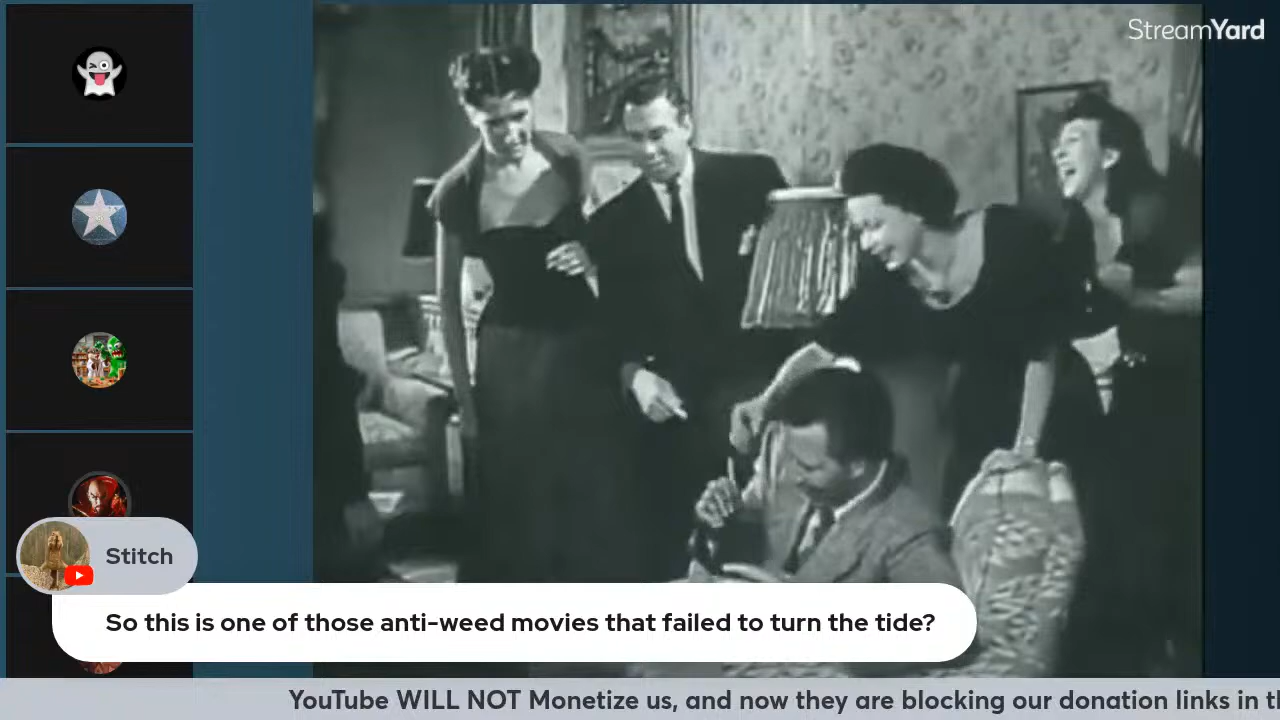 StreamYard
Stitch
So this is one of those anti-weed movies that failed to turn the tide?
YouTube WILL NOT Monetize us, and now they are blocking our donation links in t